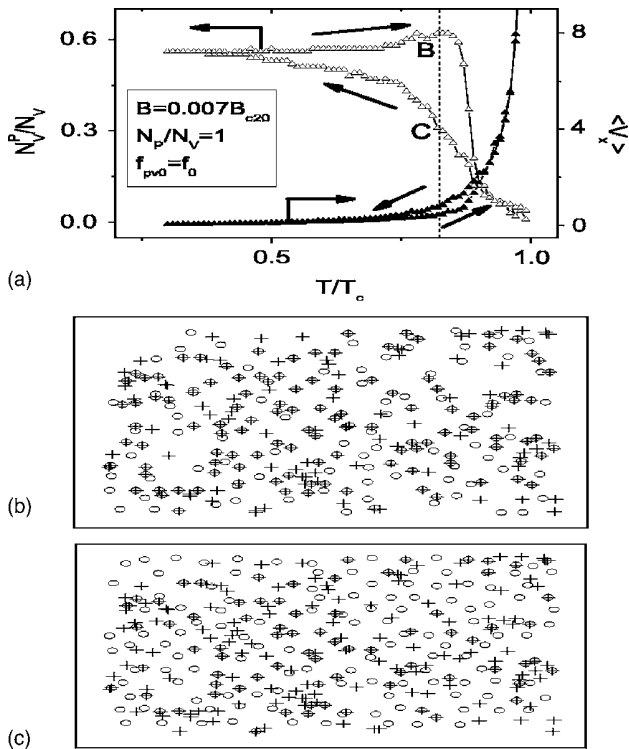 (a)
N_V^P/N_V
0.6
0.3
0.0
B
C
B=0.007B_c20
N_P/N_V=1
f_pv0=f_0
8
4
0
<V_x>
0.5
1.0
T/T_c
(b)
(c)